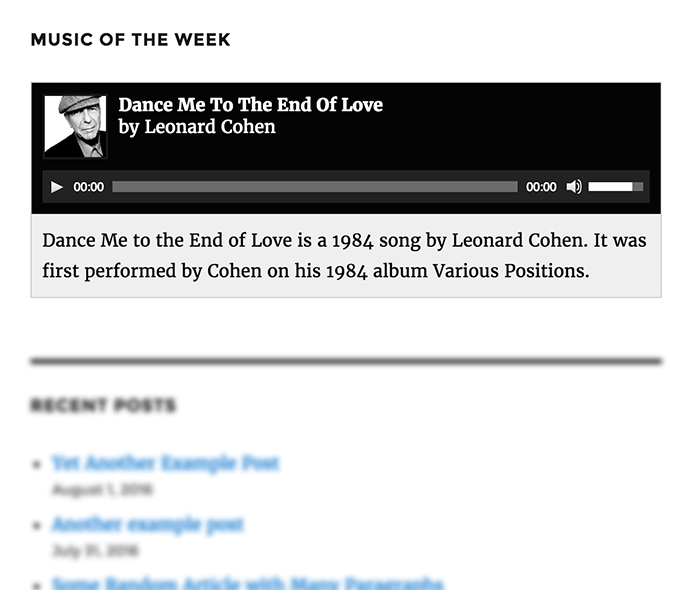 MUSIC OF THE WEEK
Dance Me To The End Of Love
by Leonard Cohen
00:00 00:00
Dance Me to the End of Love is a 1984 song by Leonard Cohen. It was
first performed by Cohen on his 1984 album Various Positions.
RECENT POSTS
Yet Another Example Post
August 1, 2016
Another example post
July 31, 2016
Some Random Article with Many Paragraphs